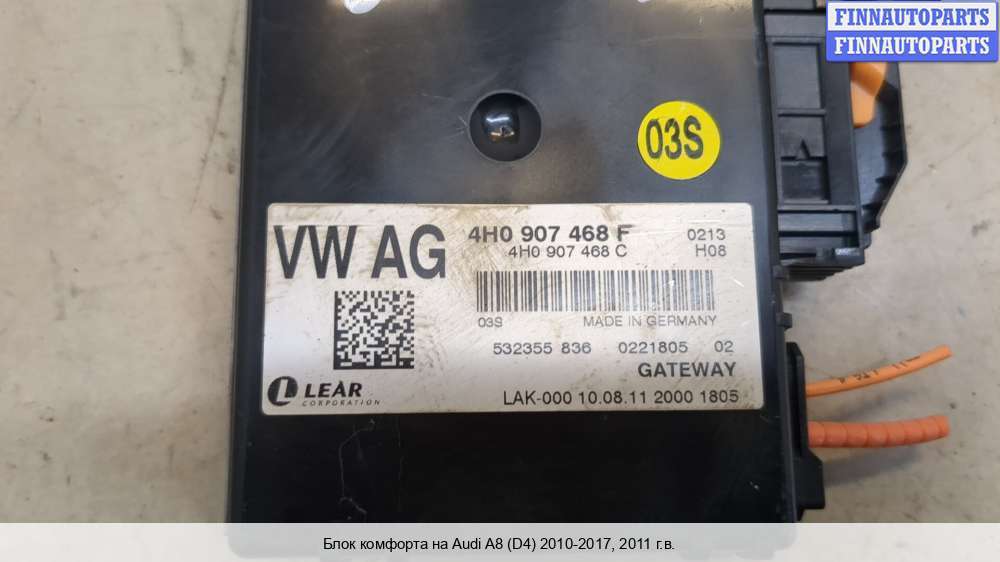 FINNAUTOPARTS
FINNAUTOPARTS
03S
VW AG
4H0 907 468 F 0213
4H0 907 468 C H08
03S MADE IN GERMANY
532355 836 0221805 02
GATEWAY
LEAR
CORPORATION
LAK-000 10.08.11 2000 1805
Блок комфорта на Audi A8 (D4) 2010-2017, 2011 г.в.